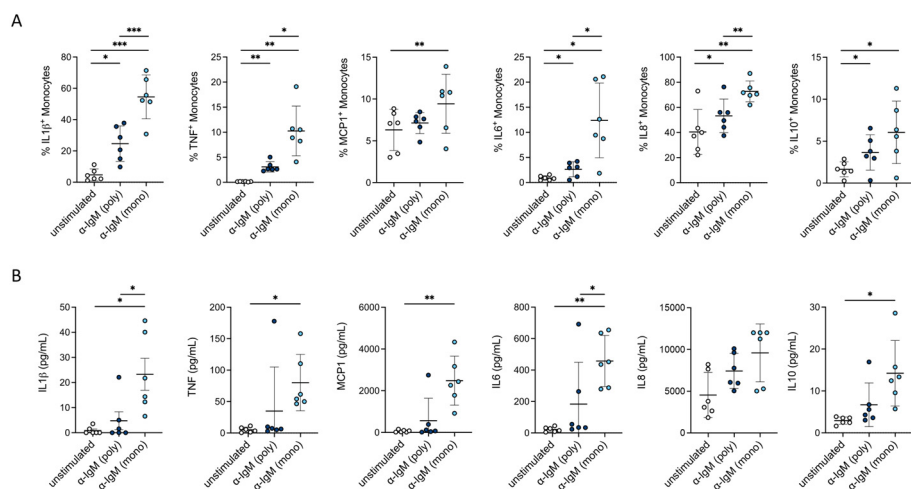 A
*** *** *
% IL1β⁺ Monocytes
80 60 40 20 0
unstimulated α-IgM (poly) α-IgM (mono)
* ** **
% TNF⁺ Monocytes
20 15 10 5 0
unstimulated α-IgM (poly) α-IgM (mono)
**
% MCP1⁺ Monocytes
15 10 5 0
unstimulated α-IgM (poly) α-IgM (mono)
* * *
% IL6⁺ Monocytes
25 20 15 10 5 0
unstimulated α-IgM (poly) α-IgM (mono)
** ** *
% IL8⁺ Monocytes
100 80 60 40 20 0
unstimulated α-IgM (poly) α-IgM (mono)
* *
% IL10⁺ Monocytes
15 10 5 0
unstimulated α-IgM (poly) α-IgM (mono)
B
* *
IL1β (pg/mL)
50 40 30 20 10 0
unstimulated α-IgM (poly) α-IgM (mono)
*
TNF (pg/mL)
200 150 100 50 0
unstimulated α-IgM (poly) α-IgM (mono)
**
MCP1 (pg/mL)
6000 4000 2000 0
unstimulated α-IgM (poly) α-IgM (mono)
* **
IL6 (pg/mL)
800 600 400 200 0
unstimulated α-IgM (poly) α-IgM (mono)
IL8 (pg/mL)
15000 10000 5000 0
unstimulated α-IgM (poly) α-IgM (mono)
*
IL10 (pg/mL)
30 20 10 0
unstimulated α-IgM (poly) α-IgM (mono)